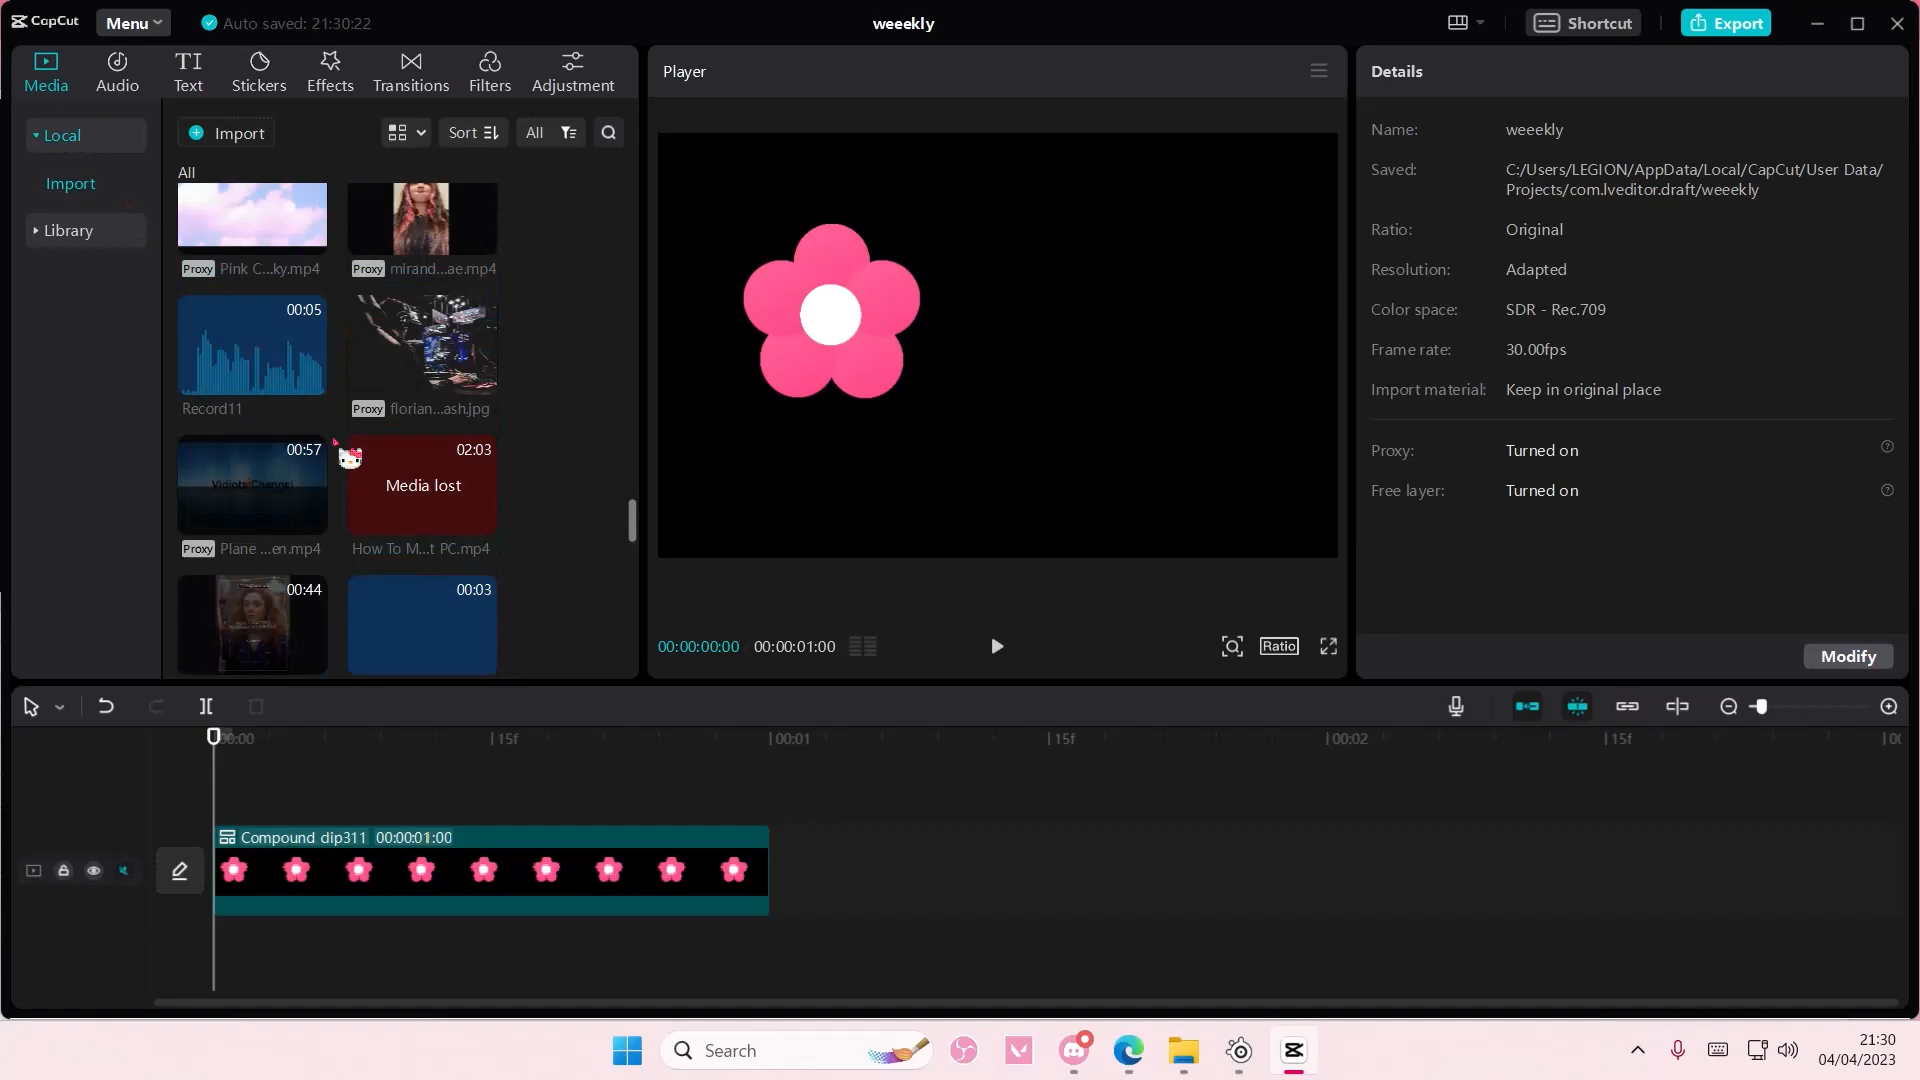 CapCut Menu Auto saved: 21:30:22 weeekly Shortcut Export
Media Audio Text Stickers Effects Transitions Filters Adjustment
Local
Import
Library
Import Sort All
All
Proxy Pink C...ky.mp4 Proxy mirand...ae.mp4
00:05
Record11 Proxy florian...ash.jpg
00:57 02:03
Media lost
Proxy Plane ...en.mp4 How To M...t PC.mp4
00:44 00:03
Player
00:00:00:00 00:00:01:00 Ratio
Details
Name: weeekly
Saved: C:/Users/LEGION/AppData/Local/CapCut/User Data/
Projects/com.lveditor.draft/weeekly
Ratio: Original
Resolution: Adapted
Color space: SDR - Rec.709
Frame rate: 30.00fps
Import material: Keep in original place
Proxy: Turned on
Free layer: Turned on
Modify
00:00 15f 00:01 15f 00:02 15f
Compound clip311 00:00:01:00
Search
21:30
04/04/2023